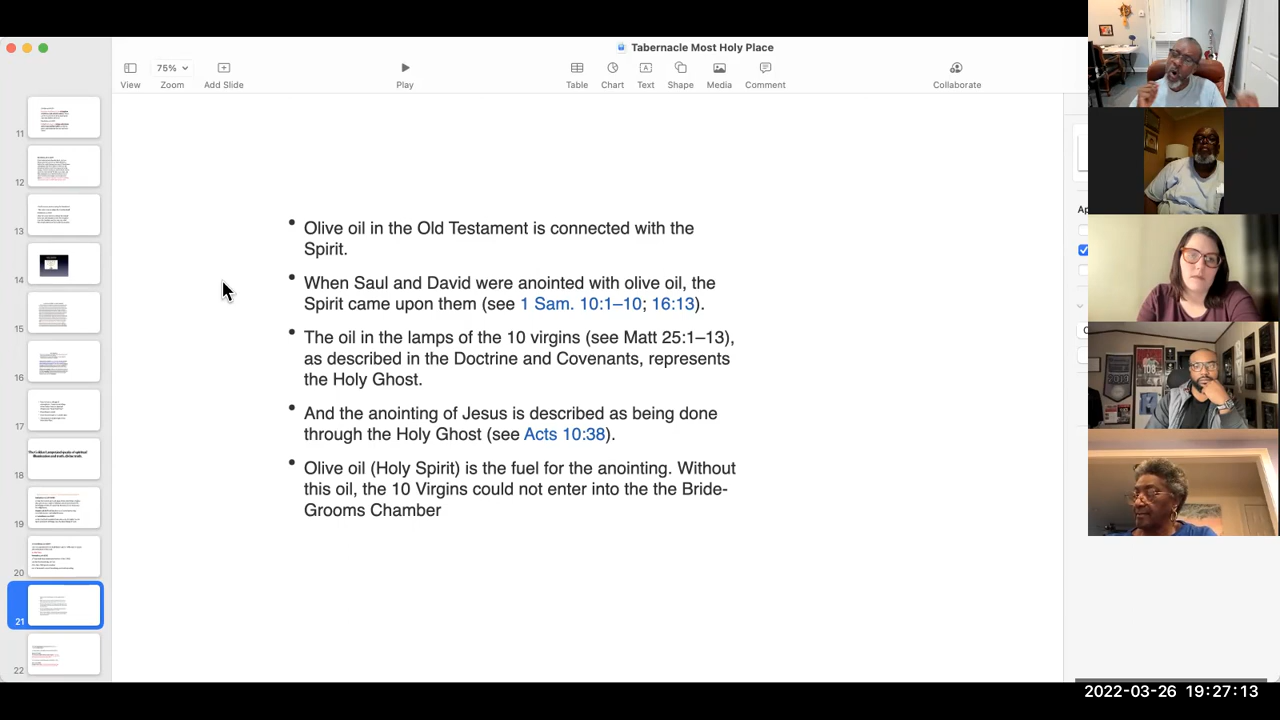 Tabernacle Most Holy Place
75%
View
Zoom
Add Slide
Play
Table
Chart
Text
Shape
Media
Comment
Collaborate
11
12
13
14
15
16
17
18
19
20
21
22
• Olive oil in the Old Testament is connected with the
Spirit.
• When Saul and David were anointed with olive oil, the
Spirit came upon them (see 1 Sam. 10:1–10; 16:13).
• The oil in the lamps of the 10 virgins (see Matt 25:1–13),
as described in the Doctrine and Covenants, represents
the Holy Ghost.
• And the anointing of Jesus is described as being done
through the Holy Ghost (see Acts 10:38).
• Olive oil (Holy Spirit) is the fuel for the anointing. Without
this oil, the 10 Virgins could not enter into the the Bride-
Grooms Chamber
2022-03-26 19:27:13